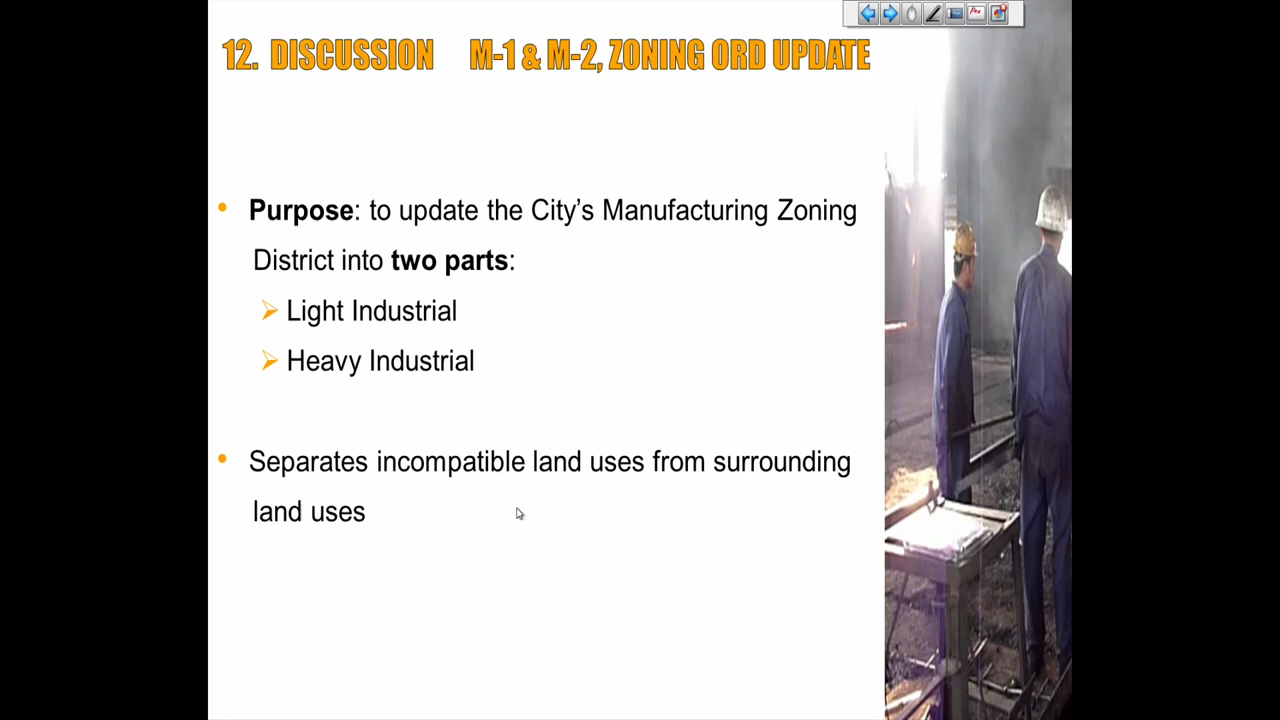 12. DISCUSSION M-1 & M-2, ZONING ORD UPDATE
• Purpose: to update the City’s Manufacturing Zoning
District into two parts:
➢ Light Industrial
➢ Heavy Industrial
• Separates incompatible land uses from surrounding
land uses